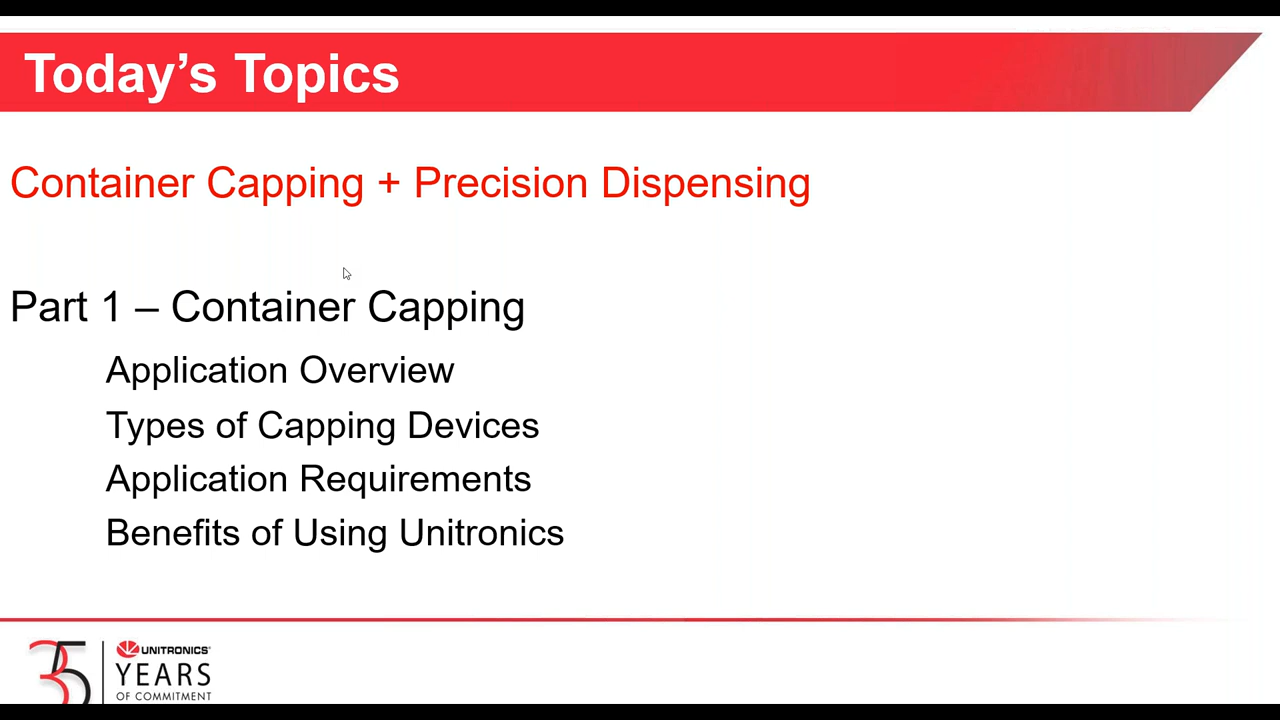 Today’s Topics
Container Capping + Precision Dispensing
Part 1 – Container Capping
Application Overview
Types of Capping Devices
Application Requirements
Benefits of Using Unitronics
35
UNITRONICS
YEARS
OF COMMITMENT